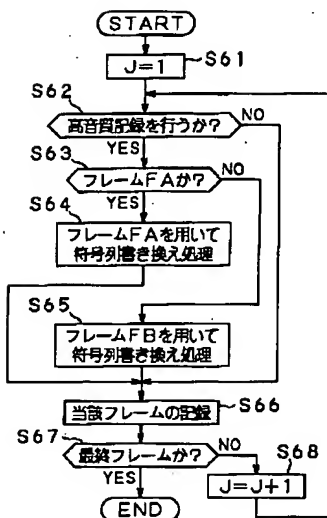 START
S61
J=1
S62
高音質記録を行うか?
NO
YES
S63
フレームFAか?
NO
YES
S64
フレームFAを用いて
符号列書き換え処理
S65
フレームFBを用いて
符号列書き換え処理
当該フレームの記録
S66
S67
最終フレームか?
NO
S68
YES
J=J+1
END